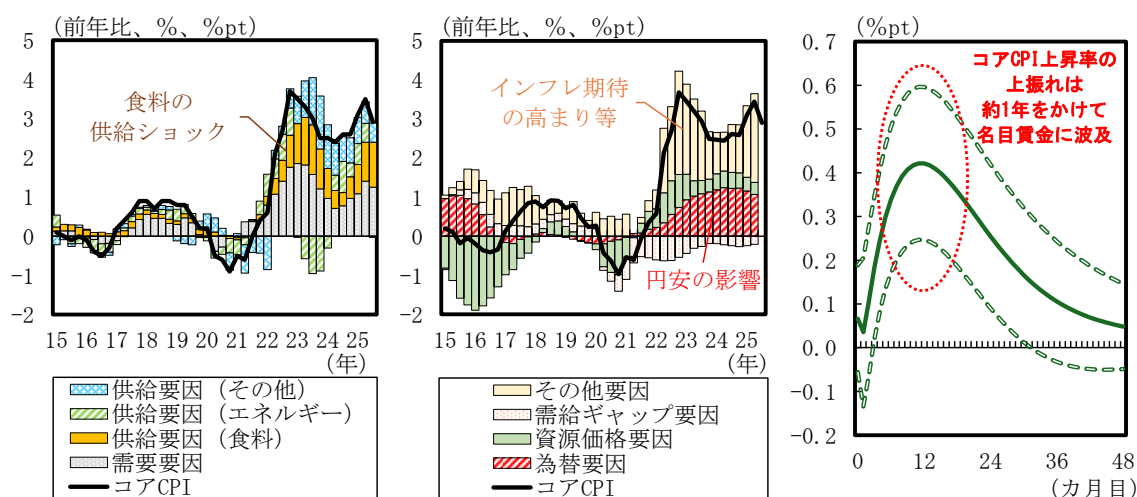 (前年比、%、%pt)
5
4
3
2
1
0
-1
-2
食料の
供給ショック
15 16 17 18 19 20 21 22 23 24 25
(年)
供給要因（その他）
供給要因（エネルギー）
供給要因（食料）
需要要因
コアCPI
(前年比、%、%pt)
5
4
3
2
1
0
-1
-2
インフレ期待
の高まり等
円安の影響
15 16 17 18 19 20 21 22 23 24 25
(年)
その他要因
需給ギャップ要因
資源価格要因
為替要因
コアCPI
(%pt)
0.7
0.6
0.5
0.4
0.3
0.2
0.1
0.0
-0.1
-0.2
コアCPI上昇率の
上振れは
約1年をかけて
名目賃金に波及
0 12 24 36 48
(カ月目)